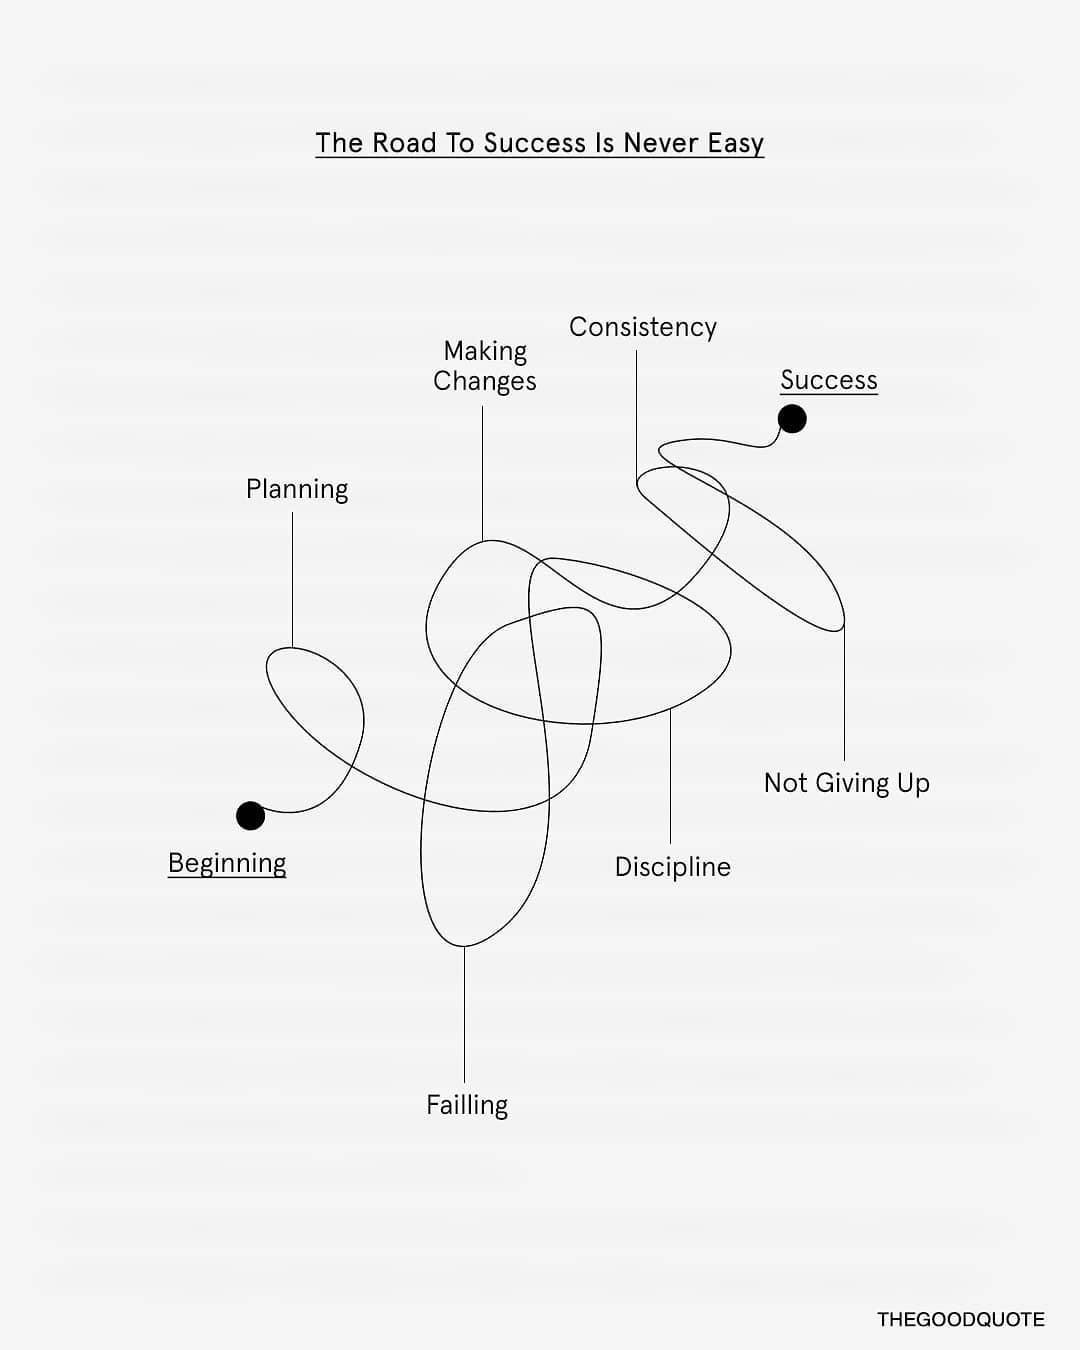 The Road To Success Is Never Easy
Consistency
Making
Changes
Success
Planning
Not Giving Up
Beginning
Discipline
Failling
THEGOODQUOTE